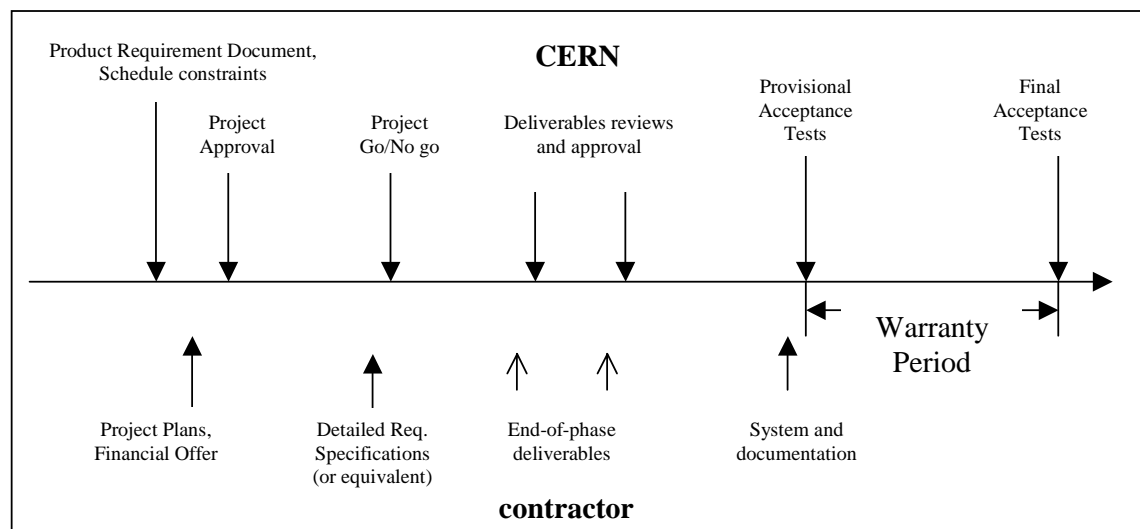 Product Requirement Document,
Schedule constraints
CERN
Project
Approval
Project
Go/No go
Deliverables reviews
and approval
Provisional
Acceptance
Tests
Final
Acceptance
Tests
Warranty
Period
Project Plans,
Financial Offer
Detailed Req.
Specifications
(or equivalent)
End-of-phase
deliverables
System and
documentation
contractor